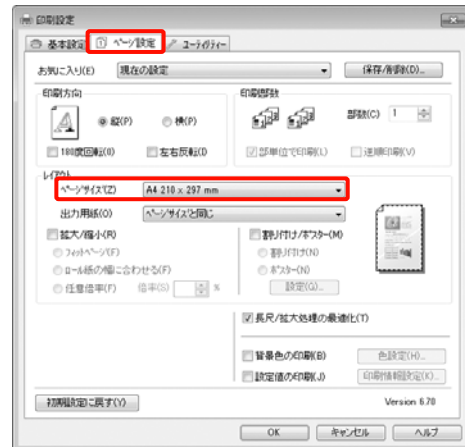 印刷設定
基本設定 ページ設定 ユーティリティー
お気に入り(E) 現在の設定 保存/削除(D)...
印刷方向 印刷部数
縦(P) 横(P) 部数(C) 1
180度回転(0) 左右反転(I) 部単位で印刷(L) 逆順印刷(V)
レイアウト
ページサイズ(Z) A4 210 x 297 mm
出力用紙(O) ページサイズと同じ
拡大/縮小(R) 割り付け/ポスター(M)
フィットページ(F) 割り付け(N)
ロール紙の幅に合わせる(F) ポスター(N)
任意倍率(F) 倍率(S) % 設定(G)...
長尺/拡大処理の最適化(T)
背景色の印刷(B) 色設定(H)...
設定値の印刷(J) 印刷情報設定(K)...
初期設定に戻す(Y) Version 6.70
OK キャンセル ヘルプ